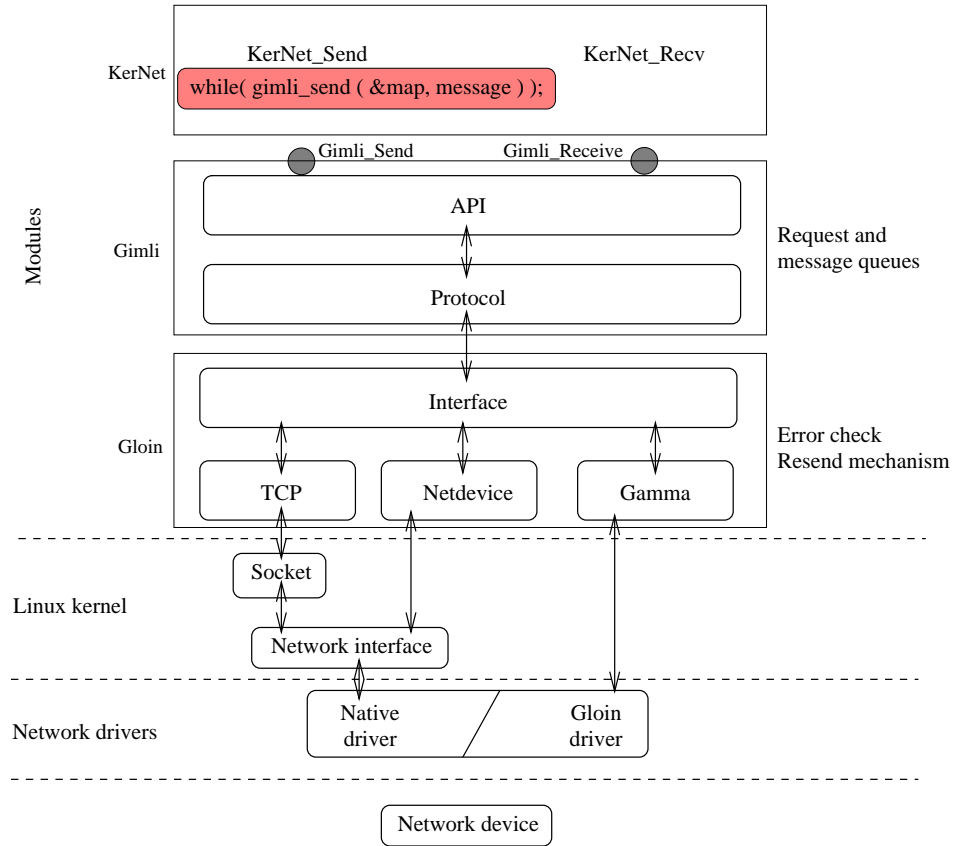 KerNet_Send
KerNet_Recv
KerNet
while( gimli_send ( &map, message ) );
Gimli_Send
Gimli_Receive
Modules
API
Gimli
Request and
message queues
Protocol
Interface
Gloin
Error check
Resend mechanism
TCP
Netdevice
Gamma
Socket
Linux kernel
Network interface
Network drivers
Native
driver
Gloin
driver
Network device